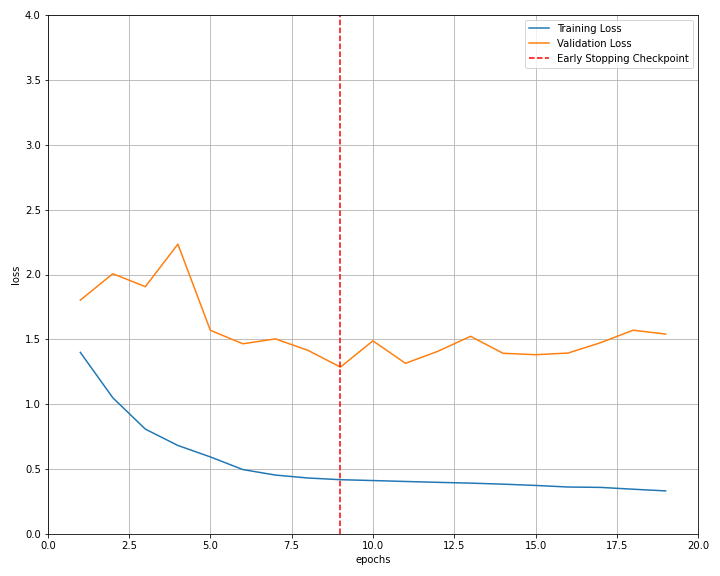 4.0
3.5
3.0
2.5
2.0
1.5
1.0
0.5
0.0
loss
0.0 2.5 5.0 7.5 10.0 12.5 15.0 17.5 20.0
epochs
Training Loss
Validation Loss
Early Stopping Checkpoint